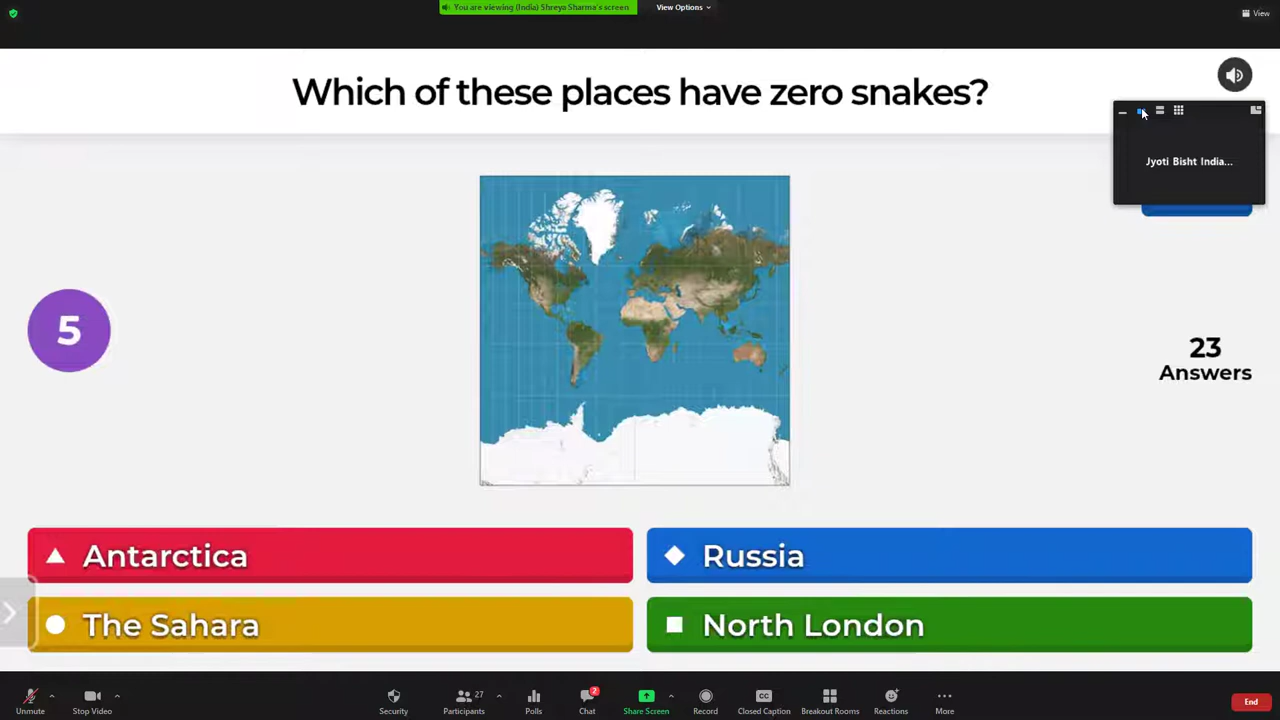 You are viewing (India) Shreya Sharma's screen
View Options
View
Which of these places have zero snakes?
Jyoti Bisht India...
5
23
Answers
Antarctica
Russia
The Sahara
North London
Unmute
Stop Video
Security
27
Participants
Polls
2
Chat
Share Screen
Record
CC
Closed Caption
Breakout Rooms
Reactions
More
End